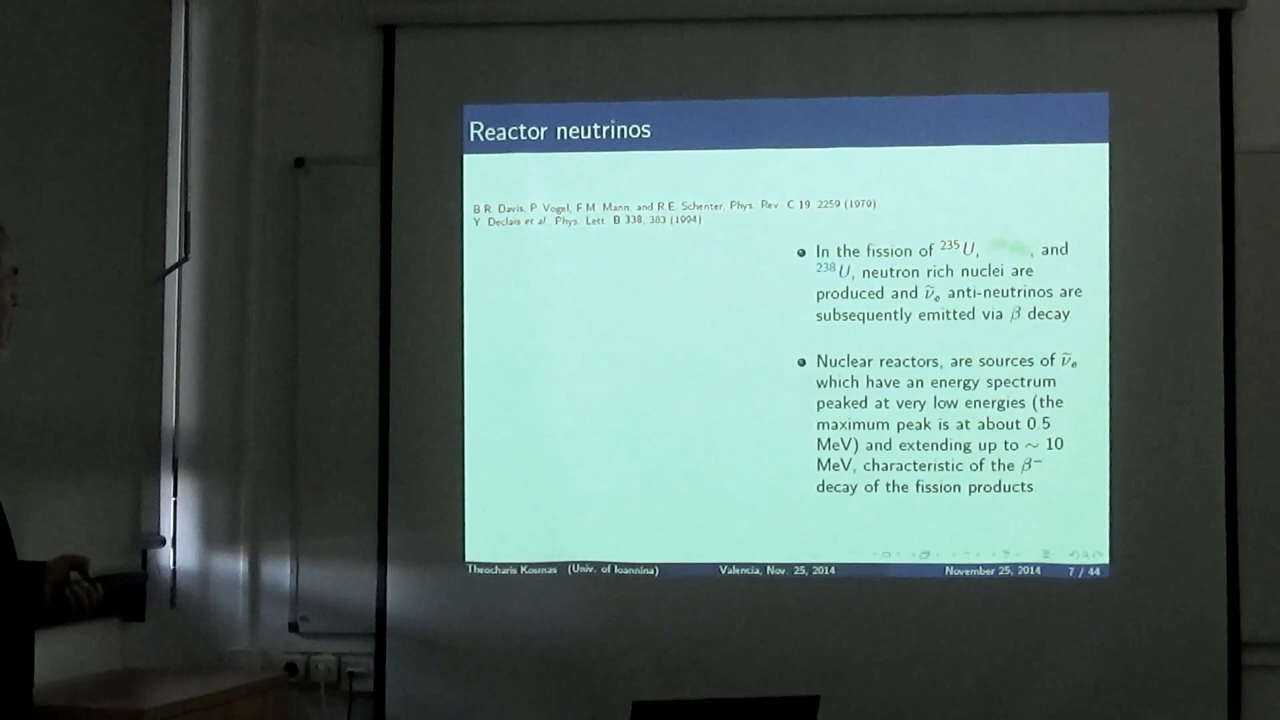 Reactor neutrinos
B.R. Davis, P. Vogel, F.M. Mann, and R.E. Schenter, Phys. Rev. C 19, 2259 (1979)
Y. Declais et al. Phys. Lett. B 338, 383 (1994)
In the fission of ²³⁵U, , and
²³⁸U, neutron rich nuclei are
produced and ν̃ₑ anti-neutrinos are
subsequently emitted via β decay
Nuclear reactors, are sources of ν̃ₑ
which have an energy spectrum
peaked at very low energies (the
maximum peak is at about 0.5
MeV) and extending up to ∼ 10
MeV, characteristic of the β⁻
decay of the fission products
Theocharis Kosmas (Univ. of Ioannina) Valencia, Nov. 25, 2014 November 25, 2014 7 / 44